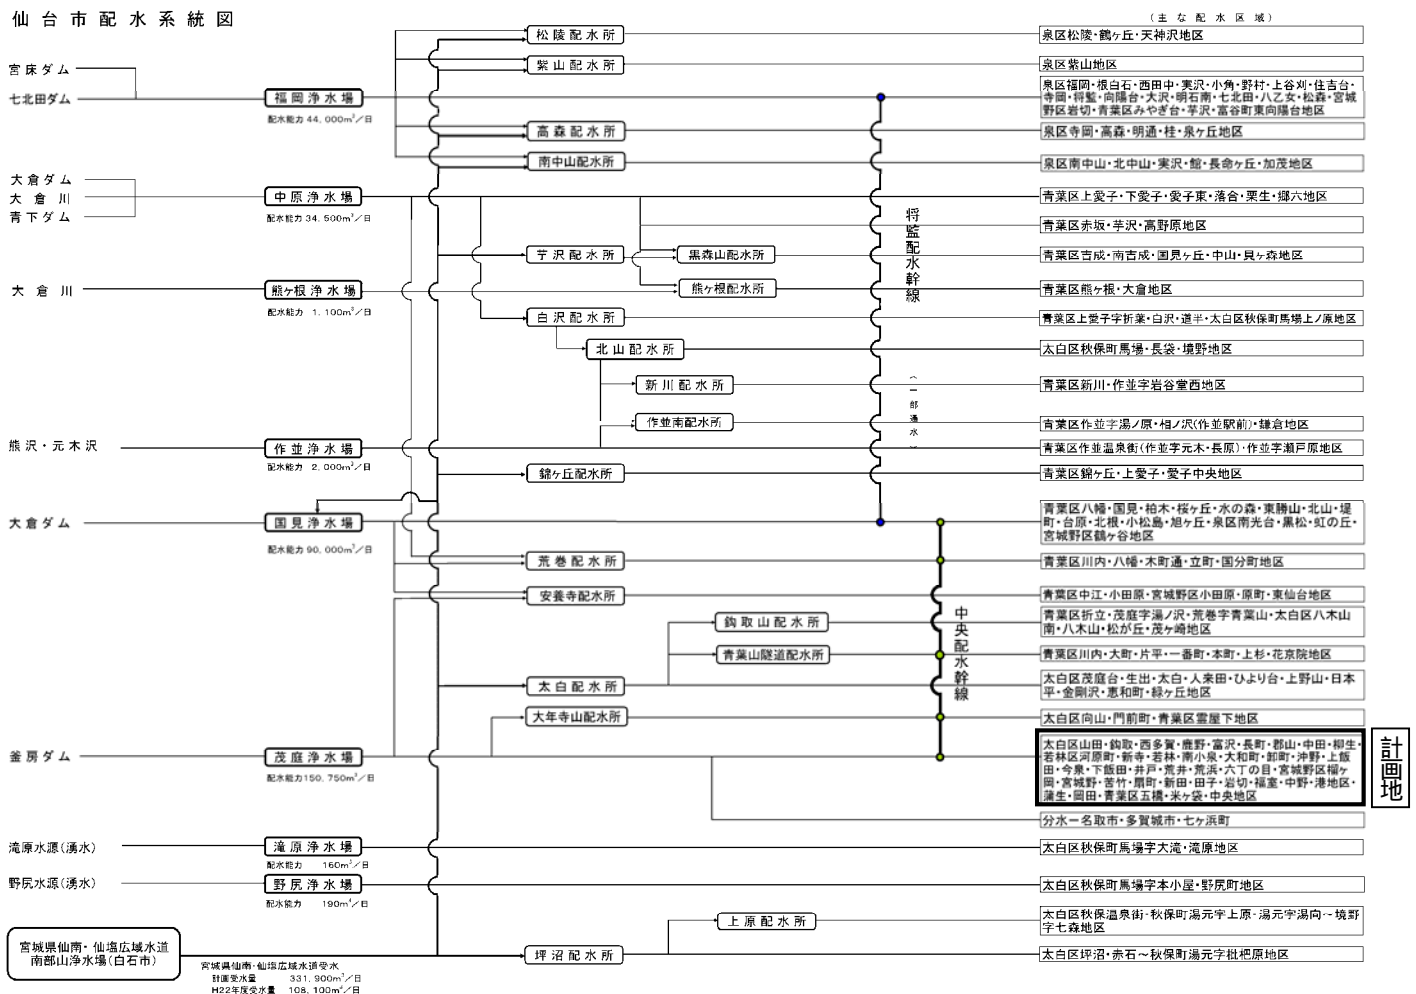 仙台市配水系統図
(主な配水区域)
松陵配水所
泉区松陵・鶴ヶ丘・天神沢地区
宮床ダム
紫山配水所
泉区紫山地区
七北田ダム
福岡浄水場
配水能力 44,000m³/日
泉区福岡・根白石・西田中・実沢・小角・野村・上谷刈・住吉台・
寺岡・将監・向陽台・大沢・明石南・七北田・八乙女・松森・宮城
野区岩切・青葉区みやぎ台・芋沢・富谷町東向陽台地区
高森配水所
泉区寺岡・高森・明通・桂・泉ヶ丘地区
南中山配水所
泉区南中山・北中山・実沢・館・長命ヶ丘・加茂地区
大倉ダム
大倉川
青下ダム
中原浄水場
配水能力 34,500m³/日
青葉区上愛子・下愛子・愛子東・落合・栗生・郷六地区
将監配水幹線
青葉区赤坂・芋沢・高野原地区
芋沢配水所
黒森山配水所
青葉区吉成・南吉成・国見ヶ丘・中山・貝ヶ森地区
大倉川
熊ヶ根浄水場
配水能力 1,100m³/日
熊ヶ根配水所
青葉区熊ヶ根・大倉地区
白沢配水所
青葉区上愛子字折葉・白沢・道半・太白区秋保町馬場上ノ原地区
北山配水所
太白区秋保町馬場・長袋・境野地区
(一部通水)
新川配水所
青葉区新川・作並字岩谷堂西地区
作並南配水所
青葉区作並字湯ノ原・相ノ沢(作並駅前)・鎌倉地区
熊沢・元木沢
作並浄水場
配水能力 2,000m³/日
青葉区作並温泉街(作並字元木・長原)・作並字瀬戸原地区
錦ヶ丘配水所
青葉区錦ヶ丘・上愛子・愛子中央地区
大倉ダム
国見浄水場
配水能力 90,000m³/日
青葉区八幡・国見・柏木・桜ヶ丘・水の森・東勝山・北山・堤
町・台原・北根・小松島・旭ヶ丘・泉区南光台・黒松・虹の丘・
宮城野区鶴ヶ谷地区
荒巻配水所
青葉区川内・八幡・木町通・立町・国分町地区
安養寺配水所
青葉区中江・小田原・宮城野区小田原・原町・東仙台地区
中央配水幹線
鈎取山配水所
青葉区折立・茂庭字湯ノ沢・荒巻字青葉山・太白区八木山
南・八木山・松が丘・茂ヶ崎地区
青葉山隧道配水所
青葉区川内・大町・片平・一番町・本町・上杉・花京院地区
太白配水所
太白区茂庭台・生出・太白・人来田・ひより台・上野山・日本
平・金剛沢・恵和町・緑ヶ丘地区
大年寺山配水所
太白区向山・門前町・青葉区霊屋下地区
釜房ダム
茂庭浄水場
配水能力150,750m³/日
太白区山田・鈎取・西多賀・鹿野・富沢・長町・郡山・中田・柳生・
若林区河原町・新寺・若林・南小泉・大和町・卸町・沖野・上飯
田・今泉・下飯田・井戸・荒井・荒浜・六丁の目・宮城野区榴ヶ
岡・宮城野・苦竹・扇町・新田・田子・岩切・福室・中野・港地区・
蒲生・岡田・青葉区五橋・米ヶ袋・中央地区
計画地
分水ー名取市・多賀城市・七ヶ浜町
滝原水源(湧水)
滝原浄水場
配水能力 160m³/日
太白区秋保町馬場字大滝・滝原地区
野尻水源(湧水)
野尻浄水場
配水能力 190m³/日
太白区秋保町馬場字本小屋・野尻町地区
上原配水所
太白区秋保温泉街・秋保町湯元字上原・湯元字湯向~境野
字七森地区
宮城県仙南・仙塩広域水道
南部山浄水場(白石市)
坪沼配水所
太白区坪沼・赤石~秋保町湯元字枇杷原地区
宮城県仙南・仙塩広域水道受水
計画受水量 331,900m³/日
H22年度受水量 108,100m³/日